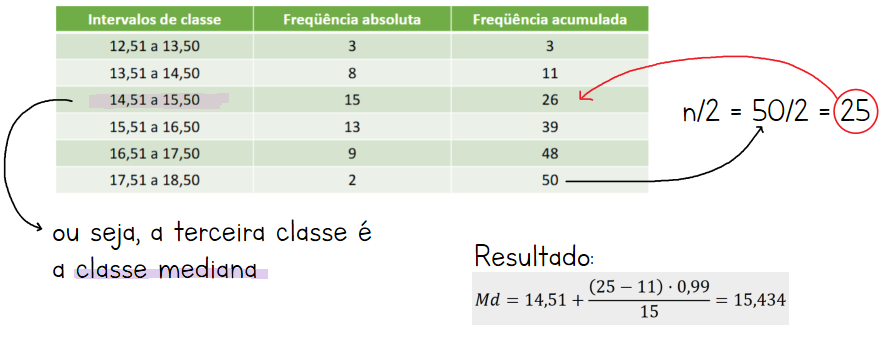 Intervalos de classe Freqüência absoluta Freqüência acumulada
12,51 a 13,50 3 3
13,51 a 14,50 8 11
14,51 a 15,50 15 26
15,51 a 16,50 13 39
16,51 a 17,50 9 48
17,51 a 18,50 2 50
n/2 = 50/2 = 25
ou seja, a terceira classe é
a classe mediana
Resultado:
Md = 14,51 + (25 − 11) · 0,99 / 15 = 15,434